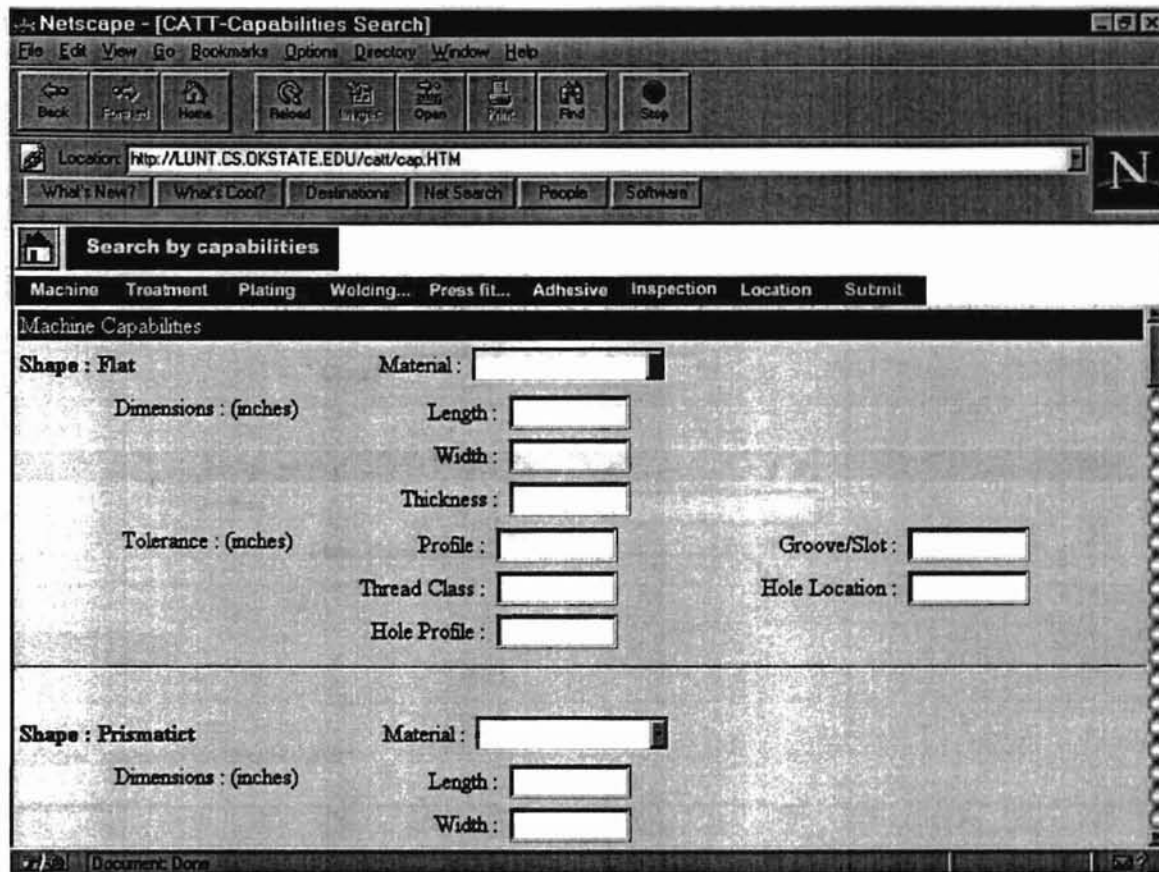 Netscape - [CATT-Capabilities Search]
File Edit View Go Bookmarks Options Directory Window Help
Back Forward Home Reload Images Open Print Find Stop
Location: http://LUNT.CS.OKSTATE.EDU/catt/cap.HTM
N
What's New? What's Cool? Destinations Net Search People Software
Search by capabilities
Machine Treatment Plating Welding... Press fit... Adhesive Inspection Location Submit
Machine Capabilities
Shape : Flat Material :
Dimensions : (inches) Length :
Width :
Thickness :
Tolerance : (inches) Profile : Groove/Slot :
Thread Class : Hole Location :
Hole Profile :
Shape : Prismatict Material :
Dimensions : (inches) Length :
Width :
Document: Done